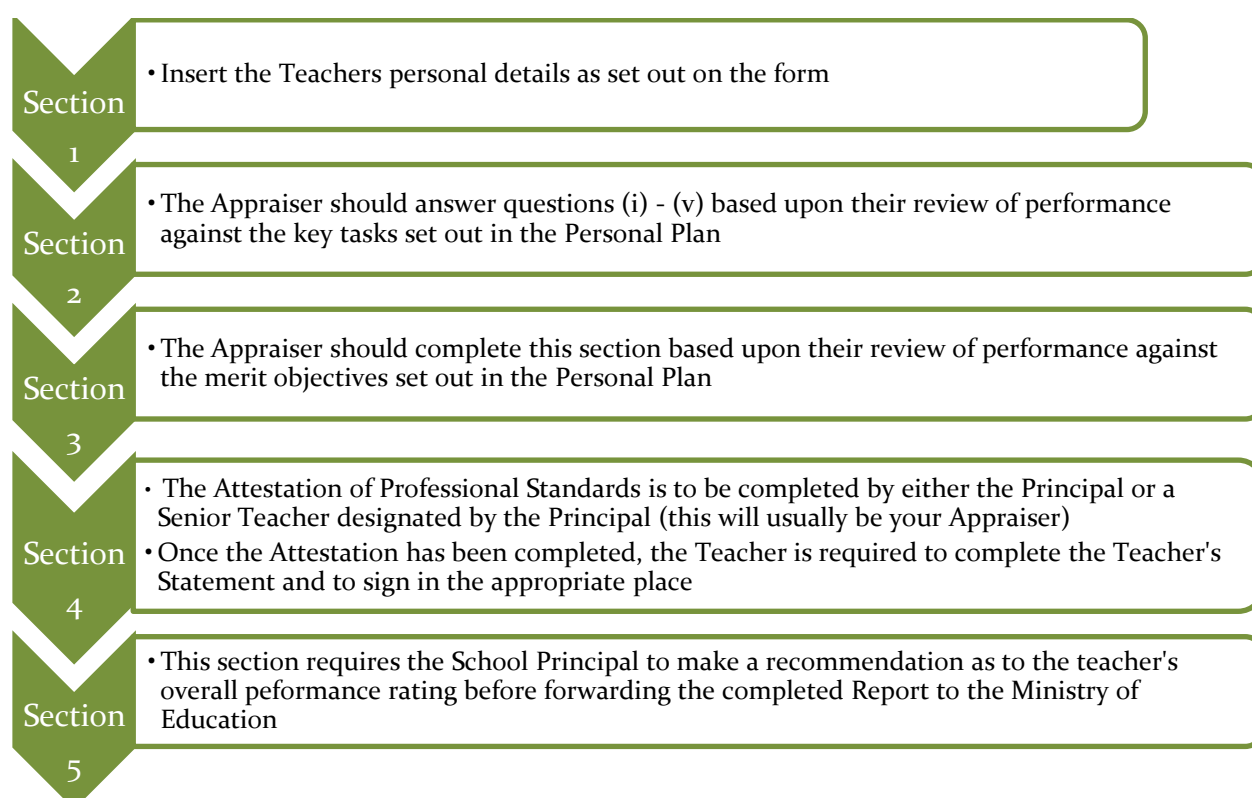 Section
1
• Insert the Teachers personal details as set out on the form
Section
2
• The Appraiser should answer questions (i) - (v) based upon their review of performance
against the key tasks set out in the Personal Plan
Section
3
• The Appraiser should complete this section based upon their review of performance against
the merit objectives set out in the Personal Plan
Section
4
• The Attestation of Professional Standards is to be completed by either the Principal or a
Senior Teacher designated by the Principal (this will usually be your Appraiser)
• Once the Attestation has been completed, the Teacher is required to complete the Teacher's
Statement and to sign in the appropriate place
Section
5
• This section requires the School Principal to make a recommendation as to the teacher's
overall peformance rating before forwarding the completed Report to the Ministry of
Education